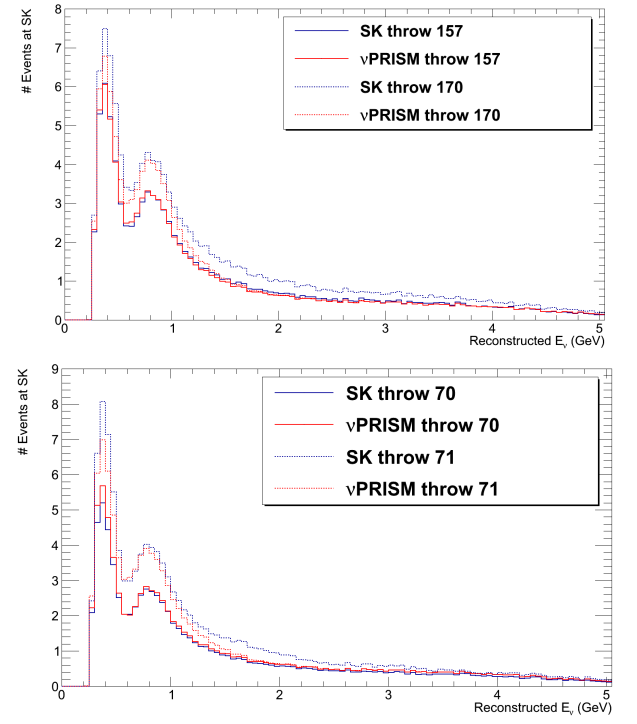 # Events at SK
8
7
6
5
4
3
2
1
0
SK throw 157
νPRISM throw 157
SK throw 170
νPRISM throw 170
0 1 2 3 4 5
Reconstructed Eν (GeV)
# Events at SK
9
8
7
6
5
4
3
2
1
0
SK throw 70
νPRISM throw 70
SK throw 71
νPRISM throw 71
0 1 2 3 4 5
Reconstructed Eν (GeV)